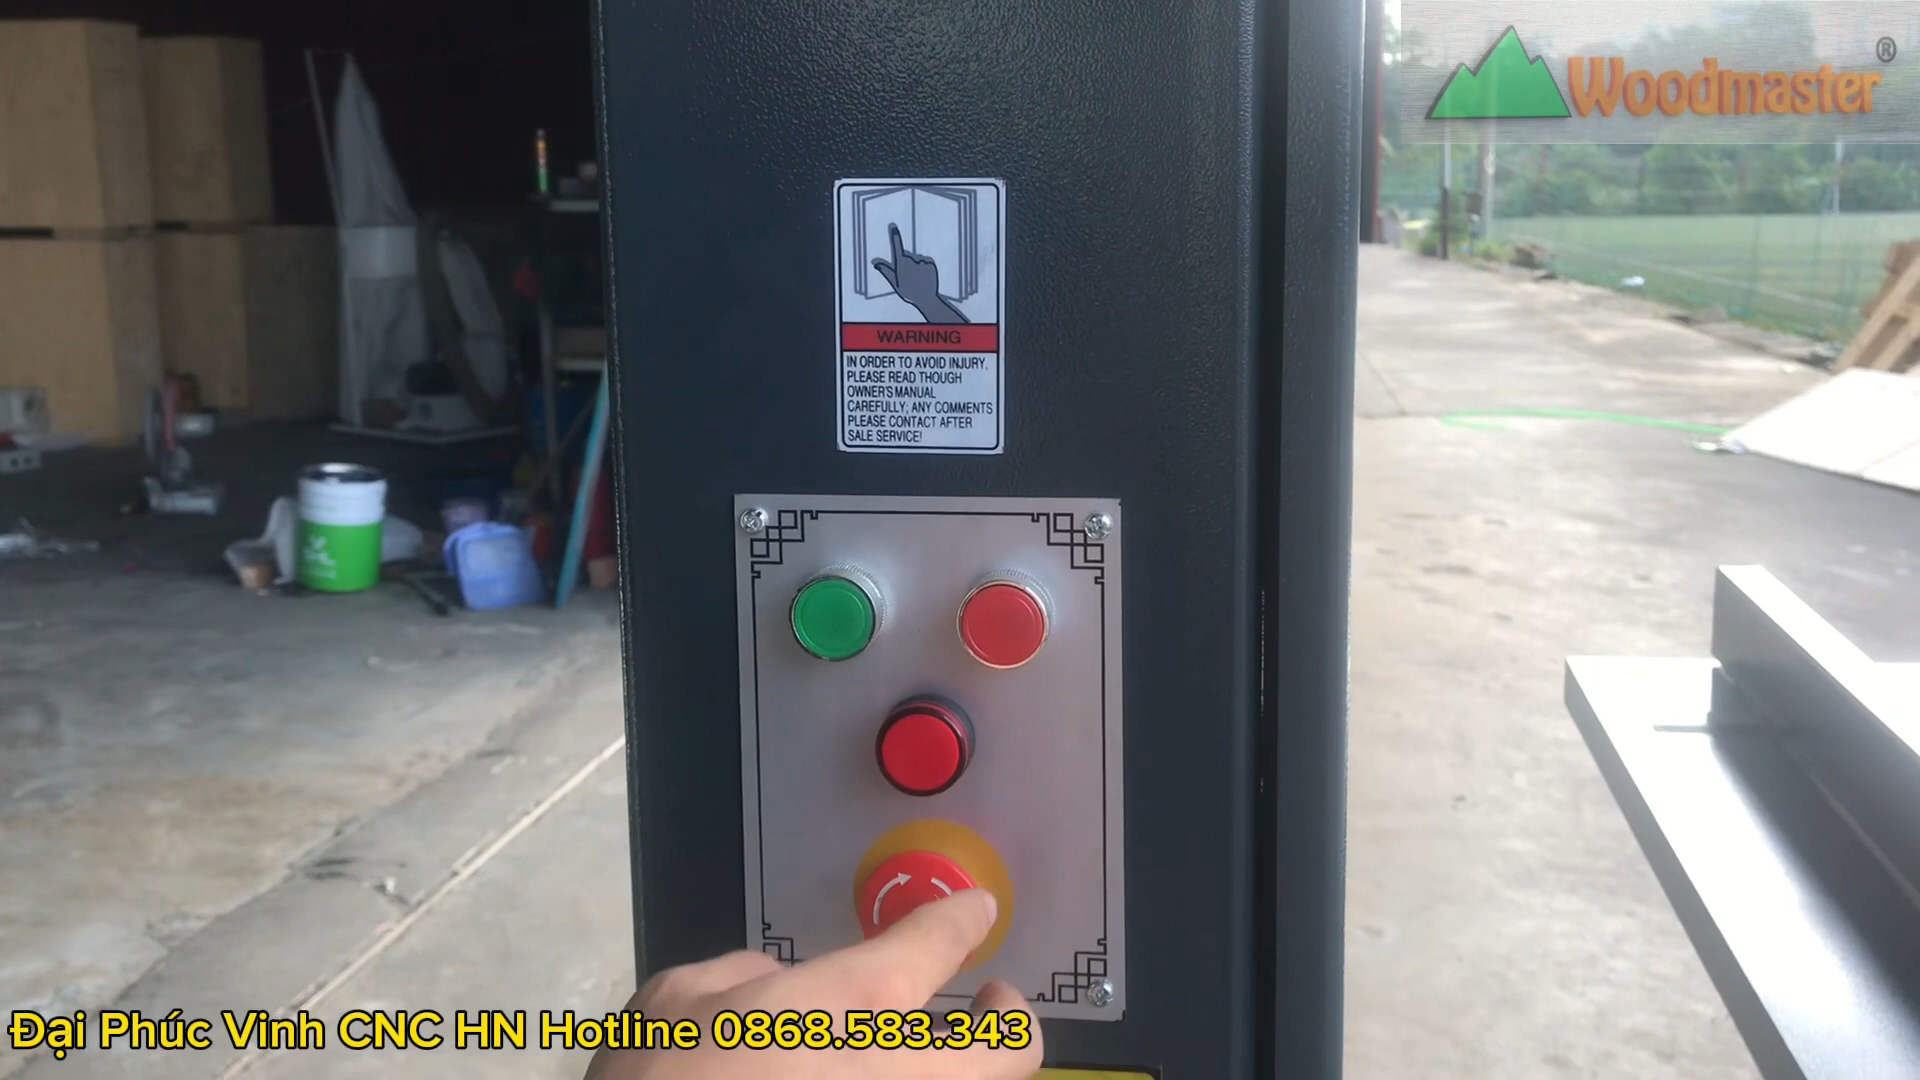 Woodmaster®
WARNING
IN ORDER TO AVOID INJURY,
PLEASE READ THOUGH
OWNER'S MANUAL
CAREFULLY; ANY COMMENTS
PLEASE CONTACT AFTER
SALE SERVICE!
Đại Phúc Vinh CNC HN Hotline 0868.583.343